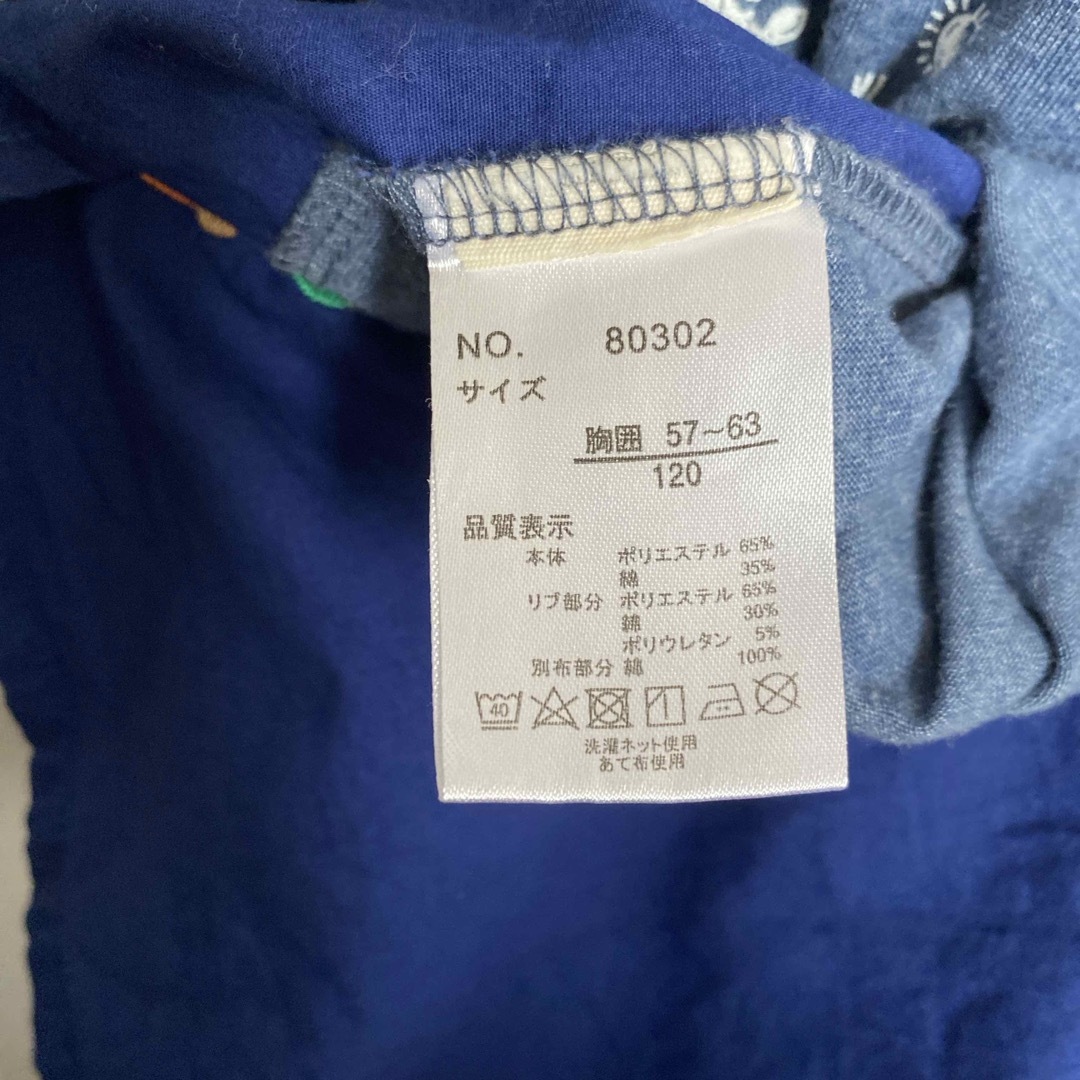 NO. 80302
サイズ
胸囲 57~63
120
品質表示
本体 ポリエステル 65%
綿 35%
リブ部分 ポリエステル 65%
綿 30%
ポリウレタン 5%
別布部分 綿 100%
40
洗濯ネット使用
あて布使用